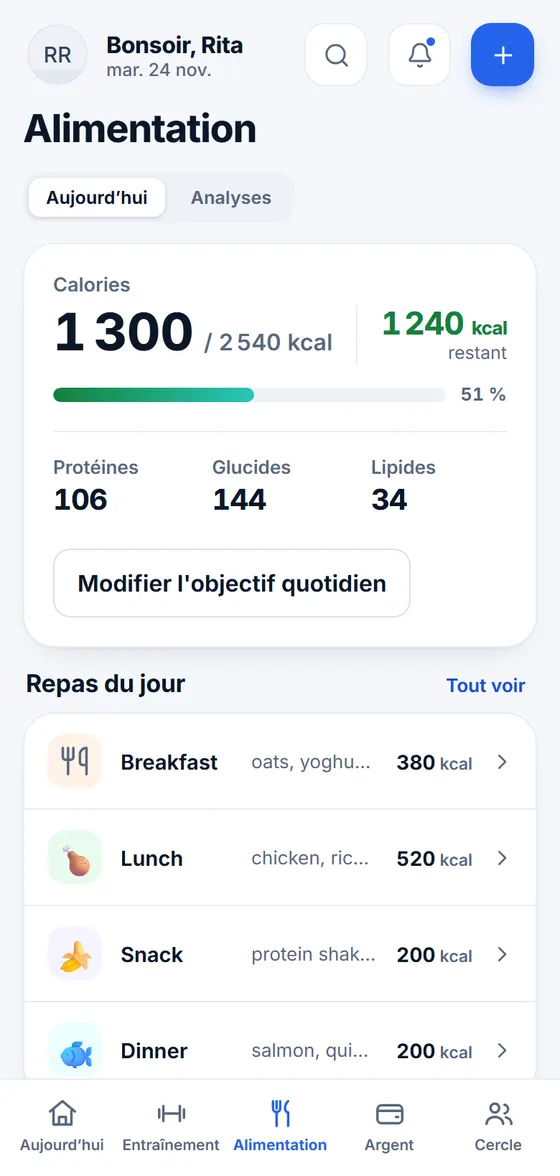 RR
Bonsoir, Rita
mar. 24 nov.
Alimentation
Aujourd’hui
Analyses
Calories
1 300 / 2 540 kcal
1 240 kcal
restant
51 %
Protéines Glucides Lipides
106 144 34
Modifier l'objectif quotidien
Repas du jour
Tout voir
Breakfast oats, yoghu... 380 kcal
Lunch chicken, ric... 520 kcal
Snack protein shak... 200 kcal
Dinner salmon, qui... 200 kcal
Aujourd’hui Entraînement Alimentation Argent Cercle